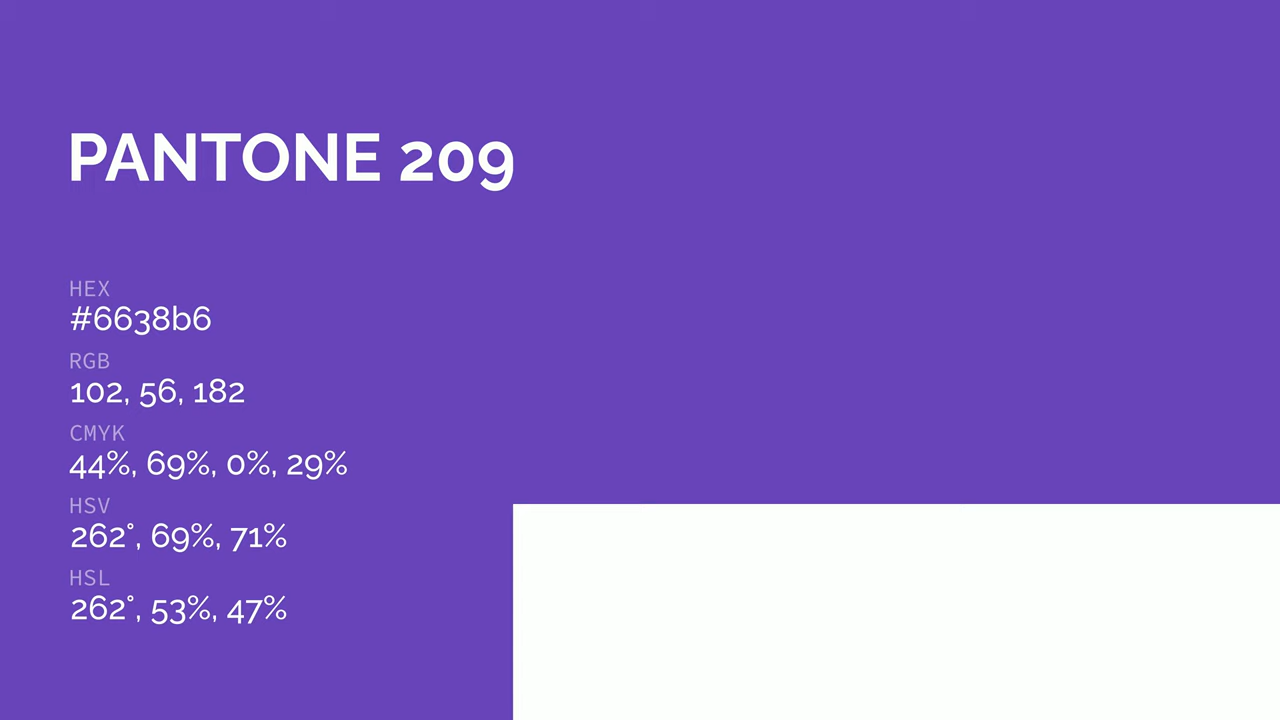 PANTONE 209
HEX
#6638b6
RGB
102, 56, 182
CMYK
44%, 69%, 0%, 29%
HSV
262°, 69%, 71%
HSL
262°, 53%, 47%